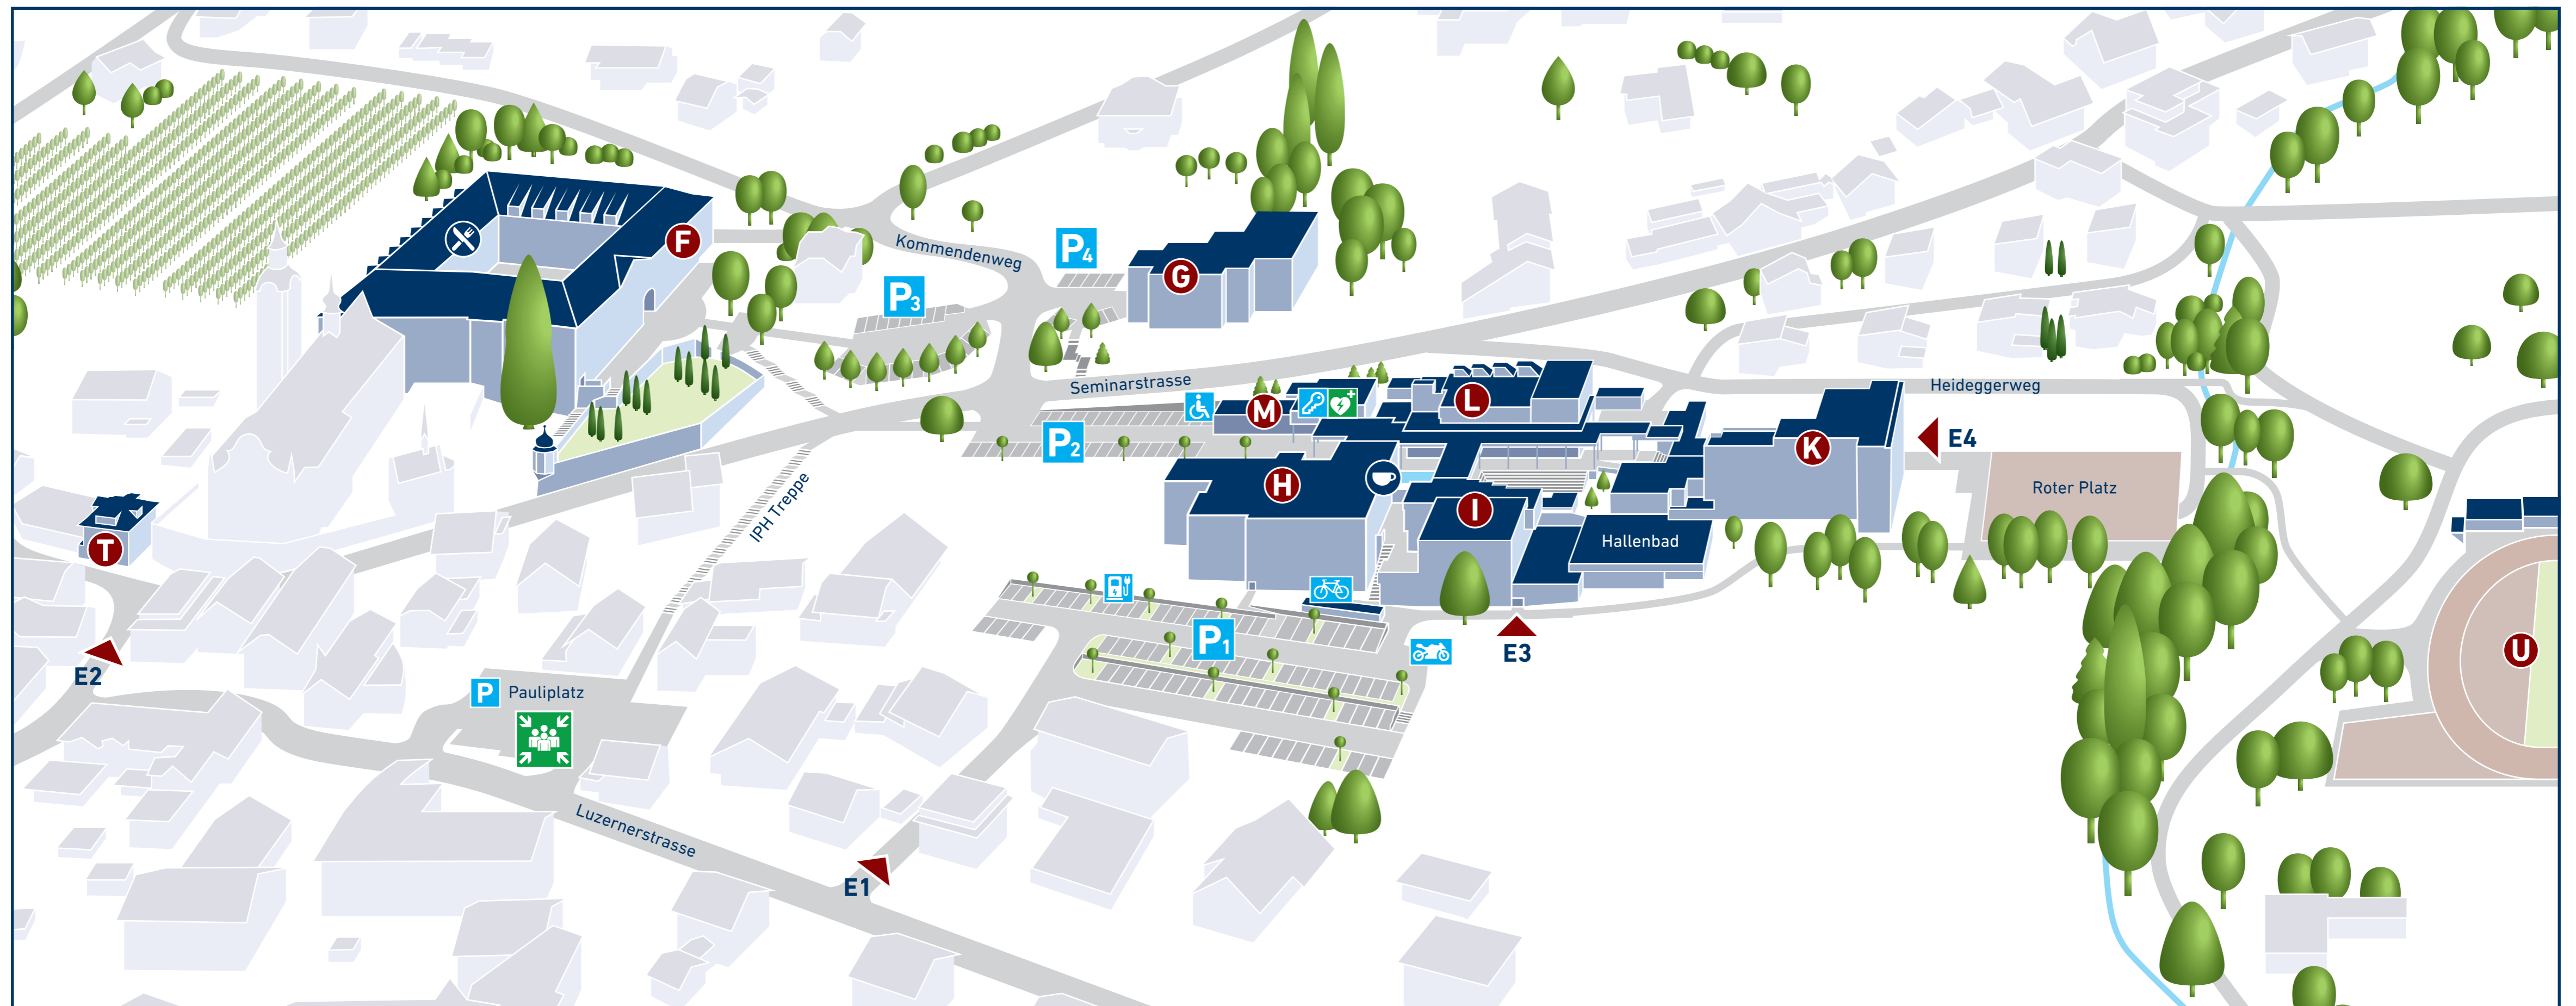 F
Kommendenweg
P4
G
P3
Seminarstrasse
L
Heideggerweg
M
P2
K
E4
H
Roter Platz
IPH Treppe
I
Hallenbad
T
P1
E3
U
E2
P
Pauliplatz
Luzernerstrasse
E1